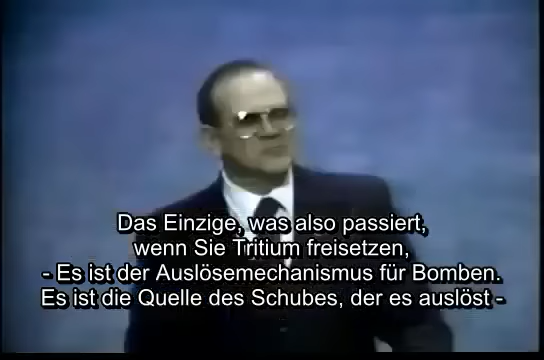 Das Einzige, was also passiert,
wenn Sie Tritium freisetzen,
- Es ist der Auslösemechanismus für Bomben.
Es ist die Quelle des Schubes, der es auslöst -